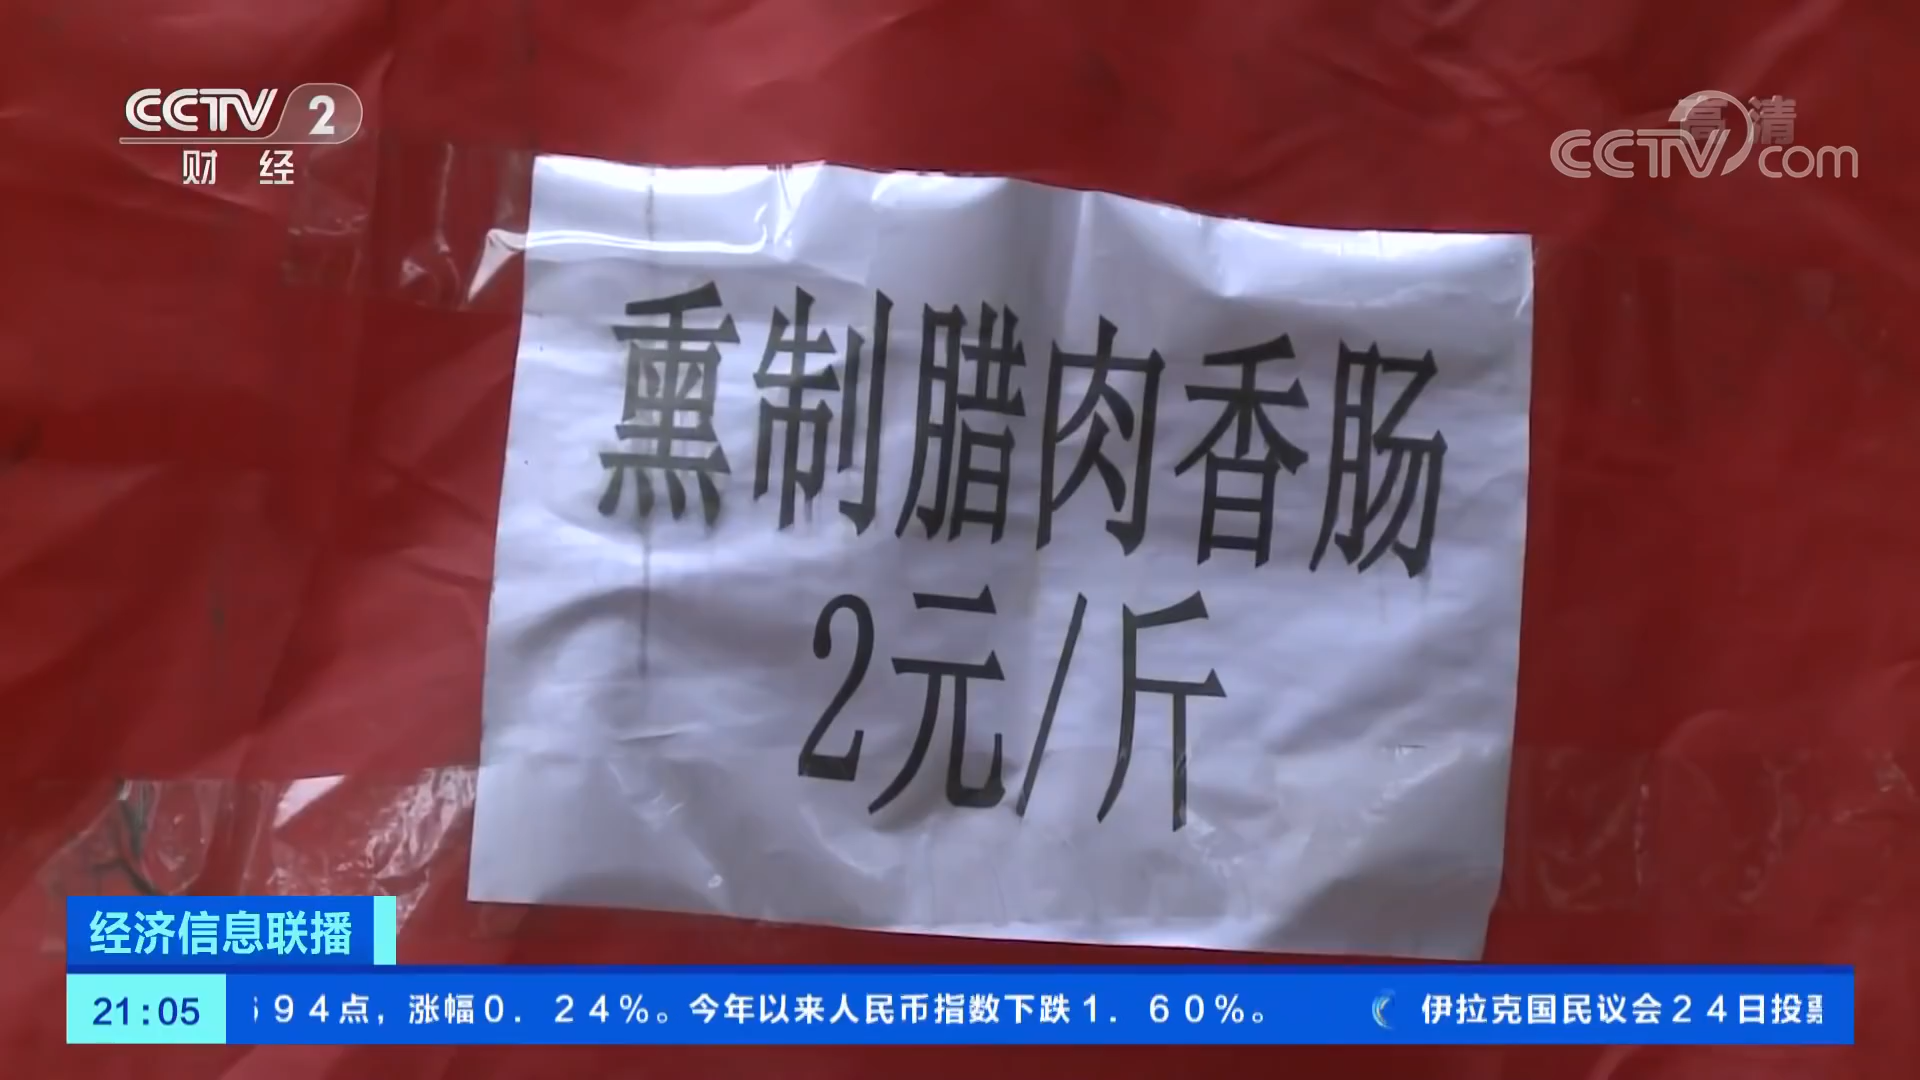 CCTV 2
财 经
高清
CCTV com
熏制腊肉香肠
2元/斤
经济信息联播
21:05
94点，涨幅0．24%。今年以来人民币指数下跌1．60%。 伊拉克国民议会24日投票